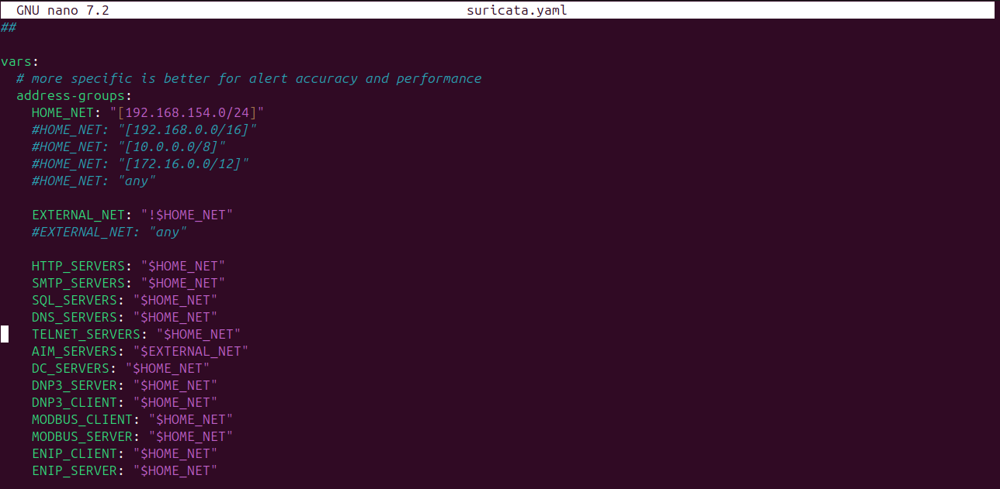 GNU nano 7.2 suricata.yaml
##
vars:
# more specific is better for alert accuracy and performance
address-groups:
HOME_NET: "[192.168.154.0/24]"
#HOME_NET: "[192.168.0.0/16]"
#HOME_NET: "[10.0.0.0/8]"
#HOME_NET: "[172.16.0.0/12]"
#HOME_NET: "any"
EXTERNAL_NET: "!$HOME_NET"
#EXTERNAL_NET: "any"
HTTP_SERVERS: "$HOME_NET"
SMTP_SERVERS: "$HOME_NET"
SQL_SERVERS: "$HOME_NET"
DNS_SERVERS: "$HOME_NET"
TELNET_SERVERS: "$HOME_NET"
AIM_SERVERS: "$EXTERNAL_NET"
DC_SERVERS: "$HOME_NET"
DNP3_SERVER: "$HOME_NET"
DNP3_CLIENT: "$HOME_NET"
MODBUS_CLIENT: "$HOME_NET"
MODBUS_SERVER: "$HOME_NET"
ENIP_CLIENT: "$HOME_NET"
ENIP_SERVER: "$HOME_NET"